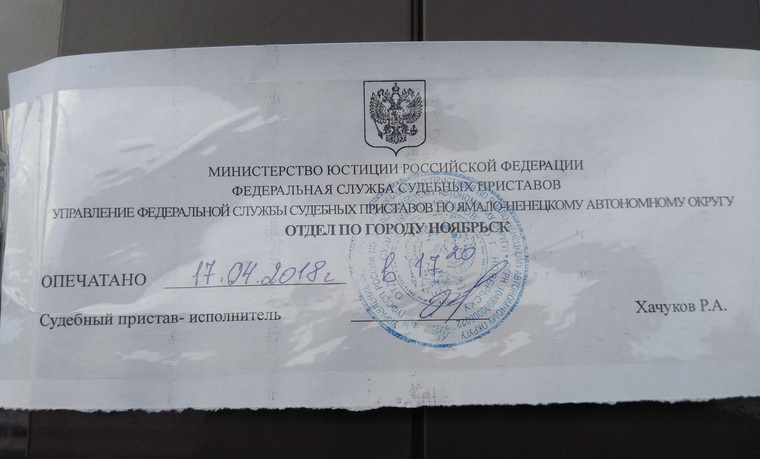 МИНИСТЕРСТВО ЮСТИЦИИ РОССИЙСКОЙ ФЕДЕРАЦИИ
ФЕДЕРАЛЬНАЯ СЛУЖБА СУДЕБНЫХ ПРИСТАВОВ
УПРАВЛЕНИЕ ФЕДЕРАЛЬНОЙ СЛУЖБЫ СУДЕБНЫХ ПРИСТАВОВ ПО ЯМАЛО-НЕНЕЦКОМУ АВТОНОМНОМУ ОКРУГУ
ОТДЕЛ ПО ГОРОДУ НОЯБРЬСК
ОПЕЧАТАНО 17.04.2018г в 17 20
Судебный пристав- исполнитель Хачуков Р.А.